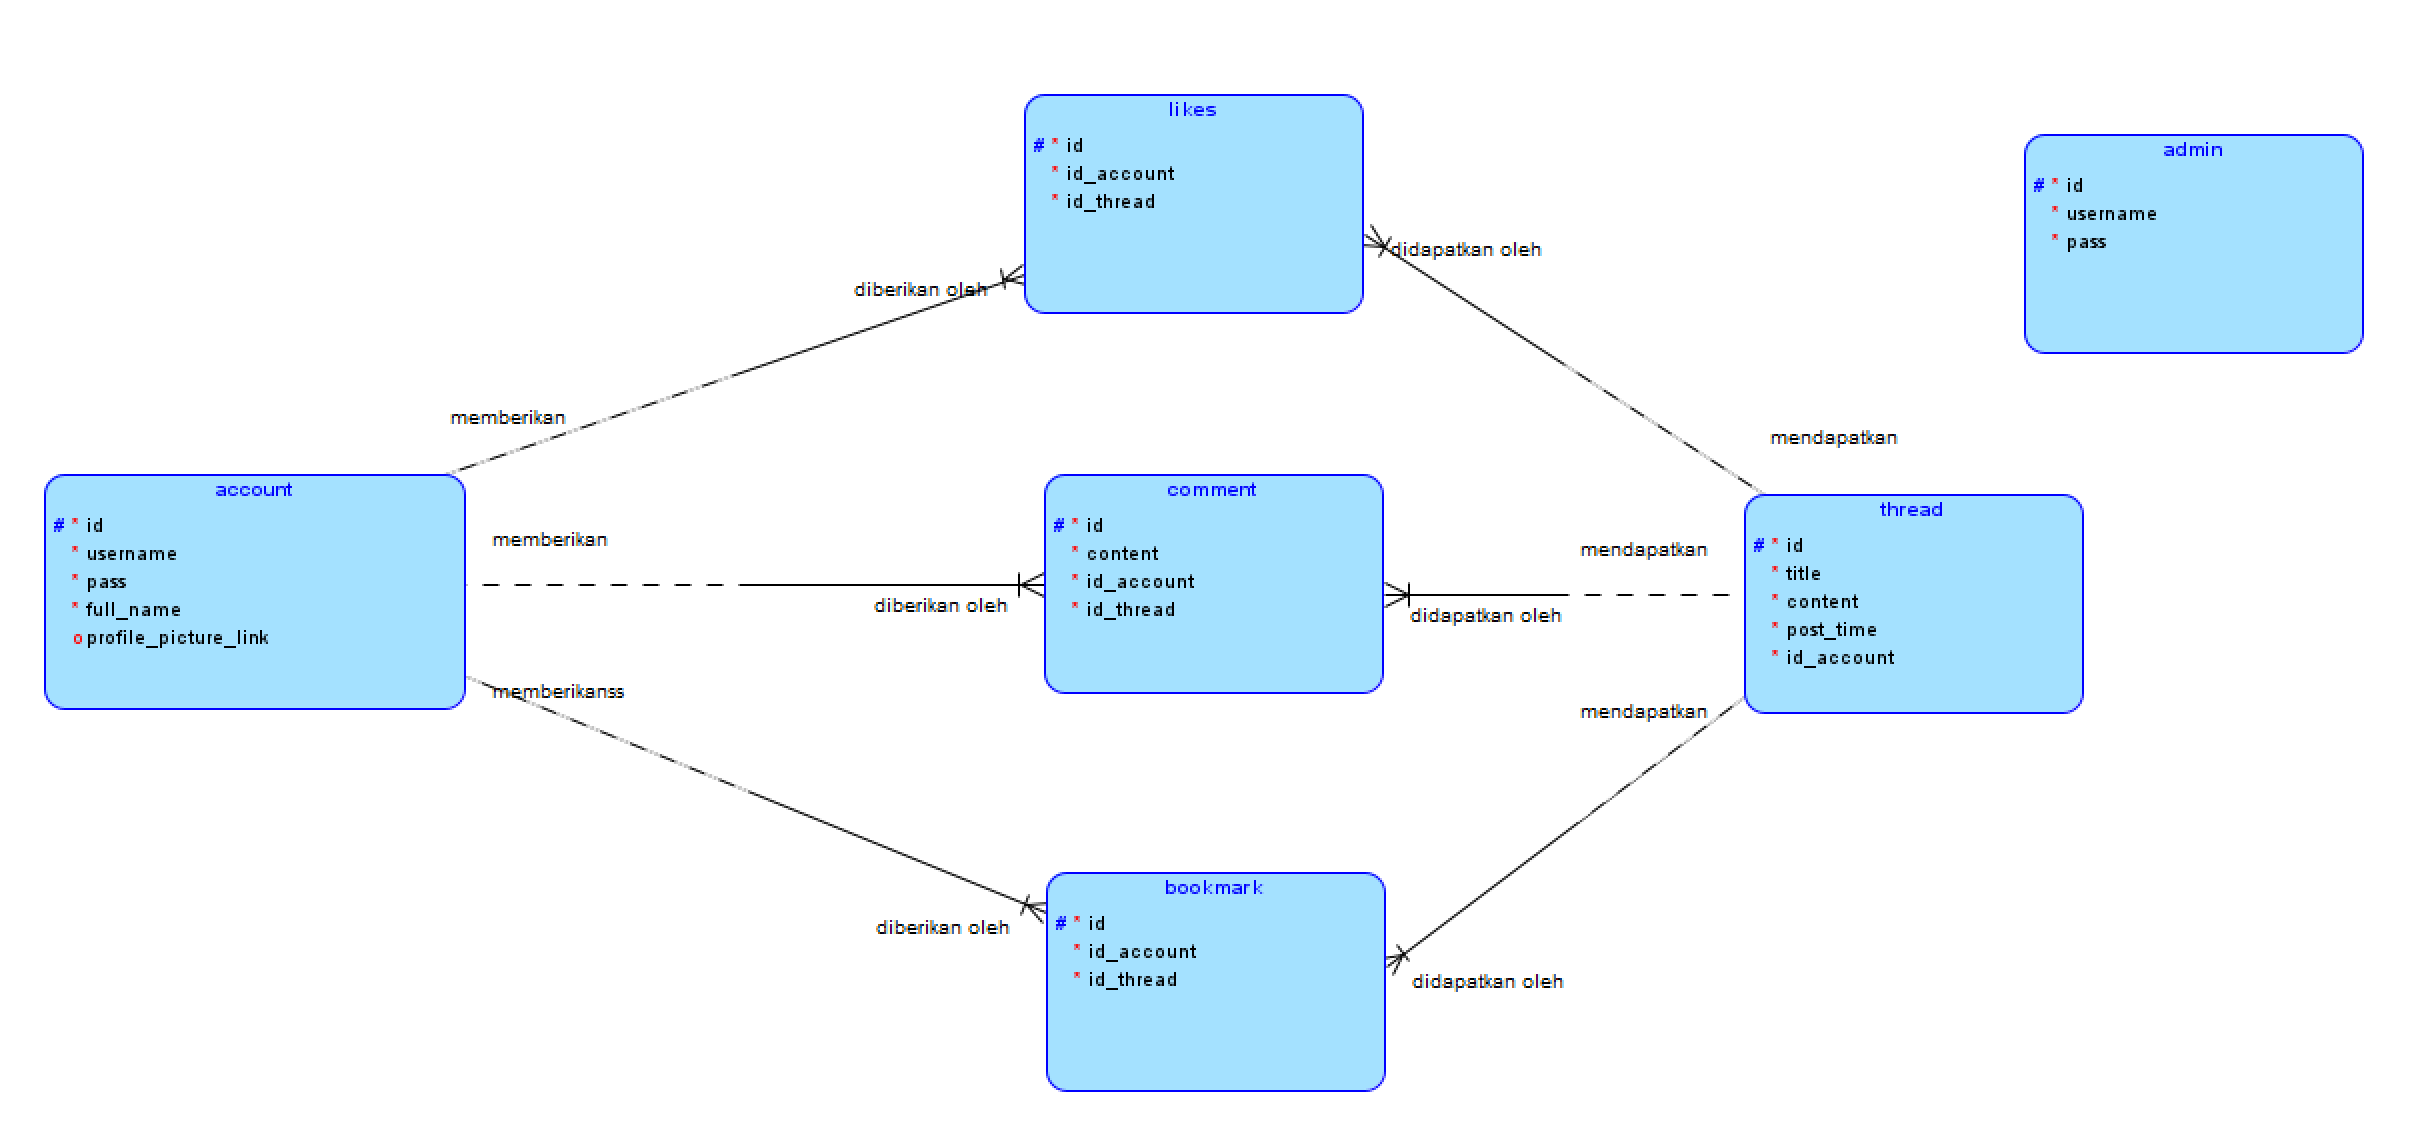 likes
# * id
* id_account
* id_thread
admin
# * id
* username
* pass
diberikan oleh
didapatkan oleh
memberikan
mendapatkan
account
# * id
* username
* pass
* full_name
o profile_picture_link
memberikan
diberikan oleh
comment
# * id
* content
* id_account
* id_thread
mendapatkan
didapatkan oleh
thread
# * id
* title
* content
* post_time
* id_account
memberikanss
mendapatkan
diberikan oleh
bookmark
# * id
* id_account
* id_thread
didapatkan oleh